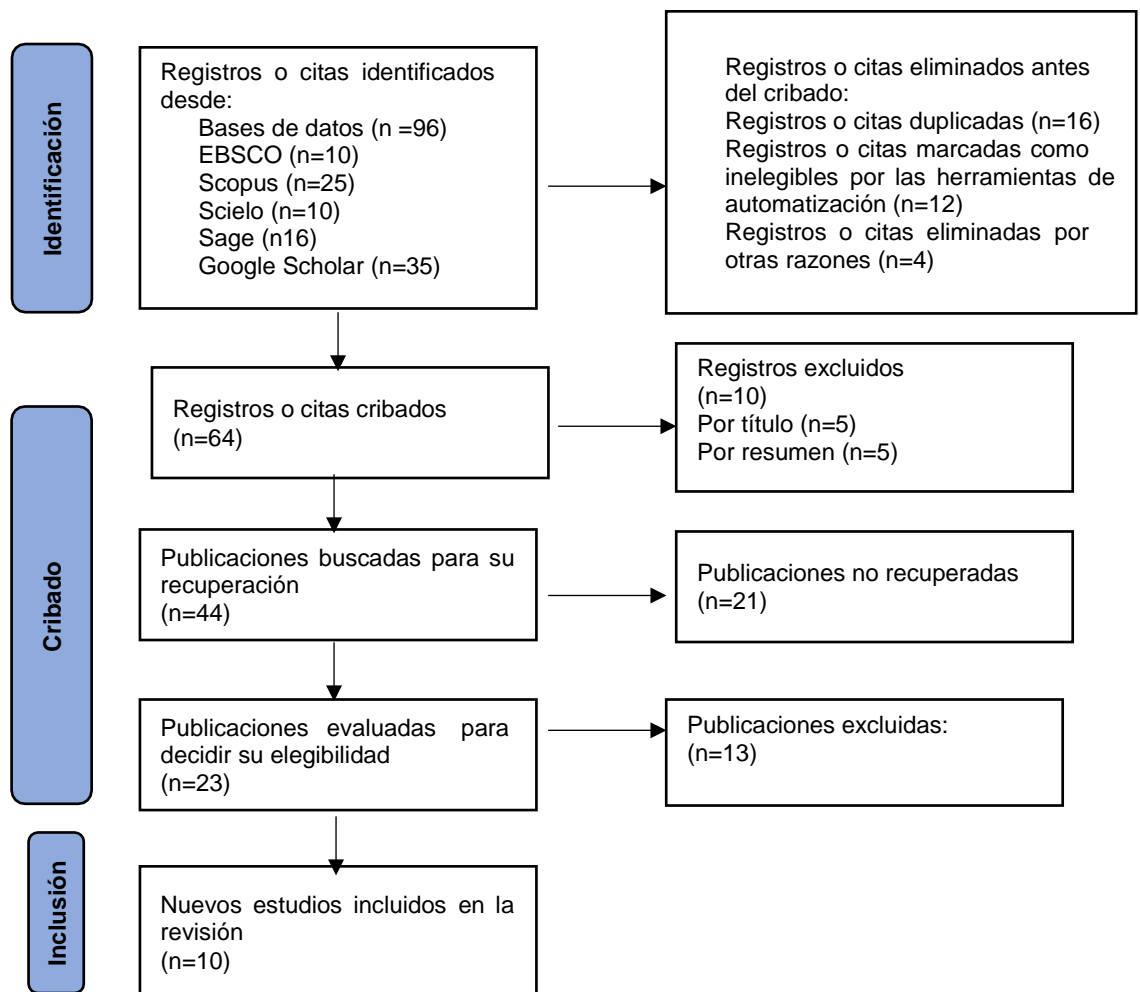 Identificación
Registros o citas identificados
desde:
Bases de datos (n =96)
EBSCO (n=10)
Scopus (n=25)
Scielo (n=10)
Sage (n16)
Google Scholar (n=35)
Registros o citas eliminados antes
del cribado:
Registros o citas duplicadas (n=16)
Registros o citas marcadas como
inelegibles por las herramientas de
automatización (n=12)
Registros o citas eliminadas por
otras razones (n=4)
Cribado
Registros o citas cribados
(n=64)
Registros excluidos
(n=10)
Por título (n=5)
Por resumen (n=5)
Publicaciones buscadas para su
recuperación
(n=44)
Publicaciones no recuperadas
(n=21)
Publicaciones evaluadas para
decidir su elegibilidad
(n=23)
Publicaciones excluidas:
(n=13)
Inclusión
Nuevos estudios incluidos en la
revisión
(n=10)